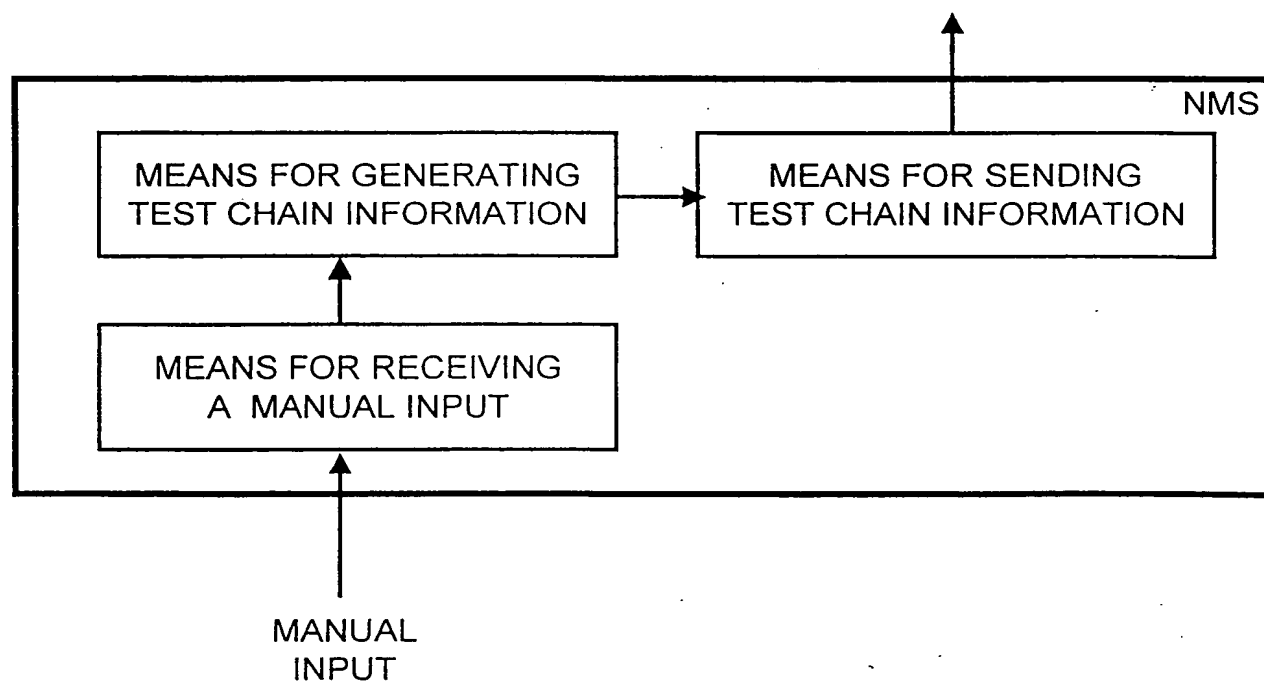 NMS
MEANS FOR GENERATING
TEST CHAIN INFORMATION
MEANS FOR SENDING
TEST CHAIN INFORMATION
MEANS FOR RECEIVING
A MANUAL INPUT
MANUAL
INPUT